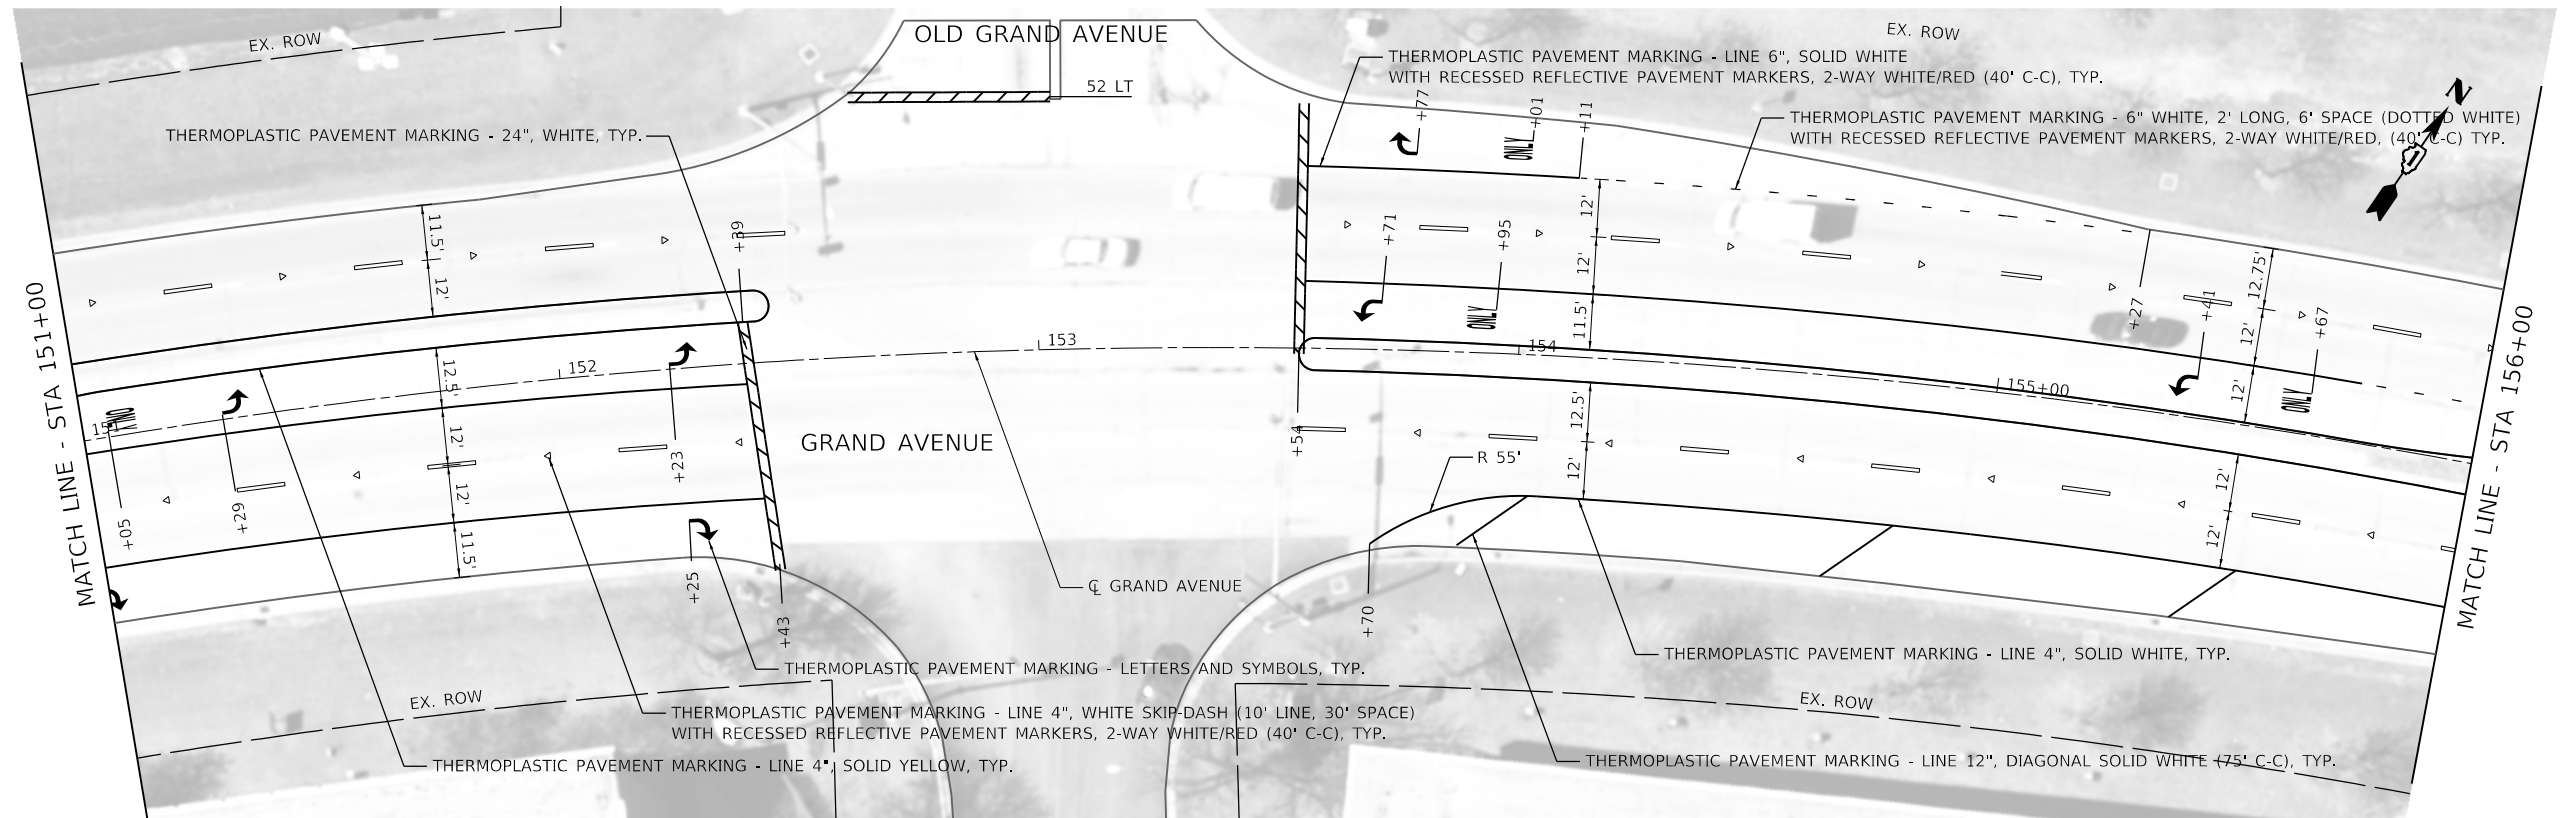 OLD GRAND AVENUE
EX. ROW
EX. ROW
THERMOPLASTIC PAVEMENT MARKING - LINE 6", SOLID WHITE
WITH RECESSED REFLECTIVE PAVEMENT MARKERS, 2-WAY WHITE/RED (40' C-C), TYP.
52 LT
+77
+01
+11
N
THERMOPLASTIC PAVEMENT MARKING - 6" WHITE, 2' LONG, 6' SPACE (DOTTED WHITE)
WITH RECESSED REFLECTIVE PAVEMENT MARKERS, 2-WAY WHITE/RED, (40' C-C) TYP.
THERMOPLASTIC PAVEMENT MARKING - 24", WHITE, TYP.
ONLY
11.5'
12'
+39
+71
+95
12'
12'
11.5'
ONLY
12.75'
12'
12'
+27
+41
+67
ONLY
MATCH LINE - STA 151+00
MATCH LINE - STA 156+00
151
152
153
154
155+00
12.5'
12'
12'
11.5'
+05
+29
+23
+25
+43
GRAND AVENUE
+54
R 55'
12.5'
12'
12'
12'
+70
℄ GRAND AVENUE
THERMOPLASTIC PAVEMENT MARKING - LETTERS AND SYMBOLS, TYP.
THERMOPLASTIC PAVEMENT MARKING - LINE 4", SOLID WHITE, TYP.
EX. ROW
EX. ROW
THERMOPLASTIC PAVEMENT MARKING - LINE 4", WHITE SKIP-DASH (10' LINE, 30' SPACE)
WITH RECESSED REFLECTIVE PAVEMENT MARKERS, 2-WAY WHITE/RED (40' C-C), TYP.
THERMOPLASTIC PAVEMENT MARKING - LINE 4", SOLID YELLOW, TYP.
THERMOPLASTIC PAVEMENT MARKING - LINE 12", DIAGONAL SOLID WHITE (75' C-C), TYP.